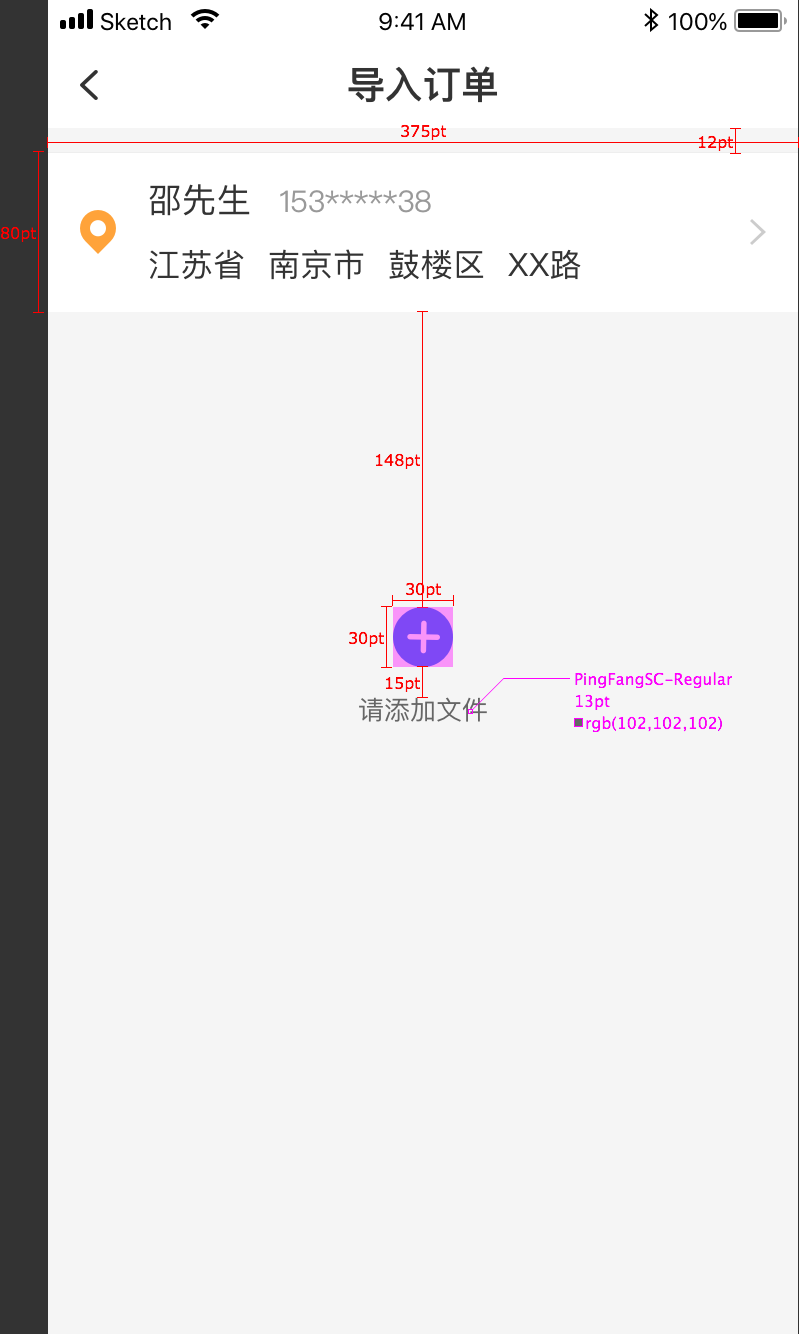 Sketch 9:41 AM 100%
导入订单
375pt
12pt
邵先生 153*****38
80pt
江苏省 南京市 鼓楼区 XX路
148pt
30pt
30pt
15pt
PingFangSC-Regular
13pt
请添加文件
rgb(102,102,102)